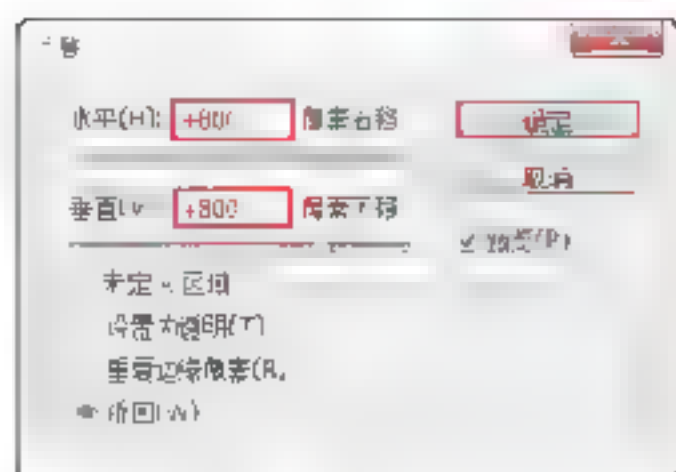 水平(H): +800 像素右移 确定
取消
垂直(V +800 像素下移
预览(P)
未定义区域
设置为透明(T)
重复边缘像素(R)
折回(W)